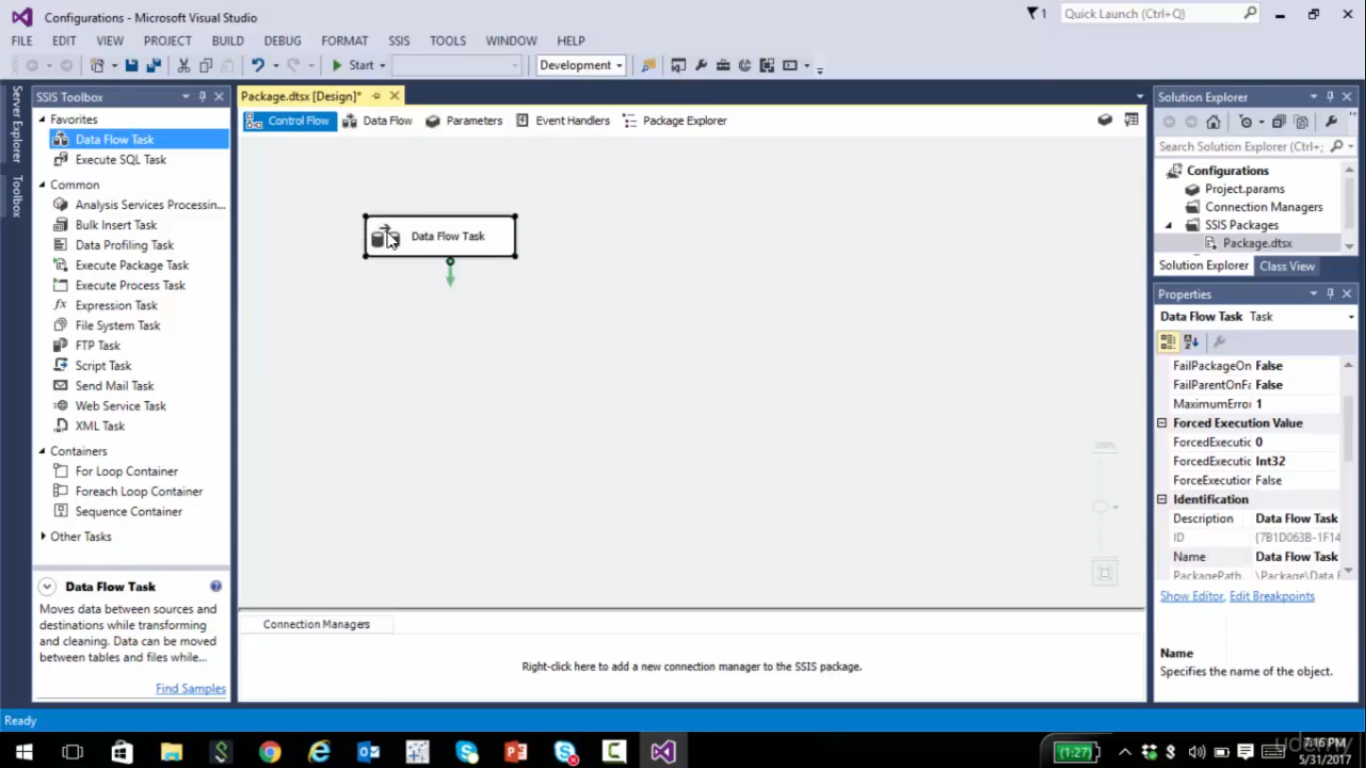 Configurations - Microsoft Visual Studio
1
Quick Launch (Ctrl+Q)
FILE EDIT VIEW PROJECT BUILD DEBUG FORMAT SSIS TOOLS WINDOW HELP
Start
Development
Server Explorer
Toolbox
SSIS Toolbox
Favorites
Data Flow Task
Execute SQL Task
Common
Analysis Services Processin...
Bulk Insert Task
Data Profiling Task
Execute Package Task
Execute Process Task
Expression Task
File System Task
FTP Task
Script Task
Send Mail Task
Web Service Task
XML Task
Containers
For Loop Container
Foreach Loop Container
Sequence Container
Other Tasks
Data Flow Task
Moves data between sources and
destinations while transforming
and cleaning. Data can be moved
between tables and files while...
Find Samples
Package.dtsx [Design]*
Control Flow Data Flow Parameters Event Handlers Package Explorer
Data Flow Task
Connection Managers
Right-click here to add a new connection manager to the SSIS package.
Solution Explorer
Search Solution Explorer (Ctrl+;
Configurations
Project.params
Connection Managers
SSIS Packages
Package.dtsx
Solution Explorer Class View
Properties
Data Flow Task Task
FailPackageOn False
FailParentOnFa False
MaximumErroi 1
Forced Execution Value
ForcedExecutic 0
ForcedExecutic Int32
ForceExecution False
Identification
Description Data Flow Task
ID {7B1D063B-1F14
Name Data Flow Task
PackagePath \Package\Data F
Show Editor, Edit Breakpoints
Name
Specifies the name of the object.
Ready
(1:27)
7:16 PM
5/31/2017
udemy